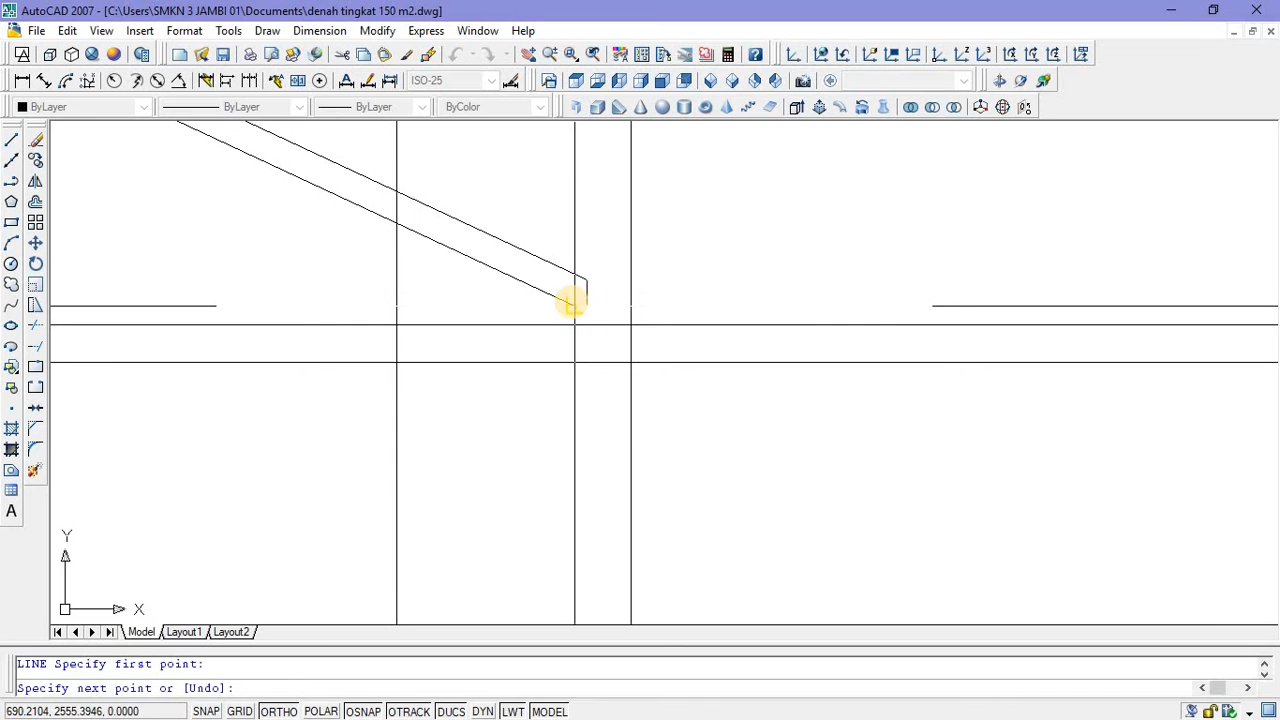 AutoCAD 2007 - [C:\Users\SMKN 3 JAMBI 01\Documents\denah tingkat 150 m2.dwg]
File Edit View Insert Format Tools Draw Dimension Modify Express Window Help
ISO-25
ByLayer ByLayer ByLayer ByColor
A
Y
X
Model Layout1 Layout2
LINE Specify first point:
Specify next point or [Undo]:
690.2104, 2555.3946, 0.0000 SNAP GRID ORTHO POLAR OSNAP OTRACK DUCS DYN LWT MODEL